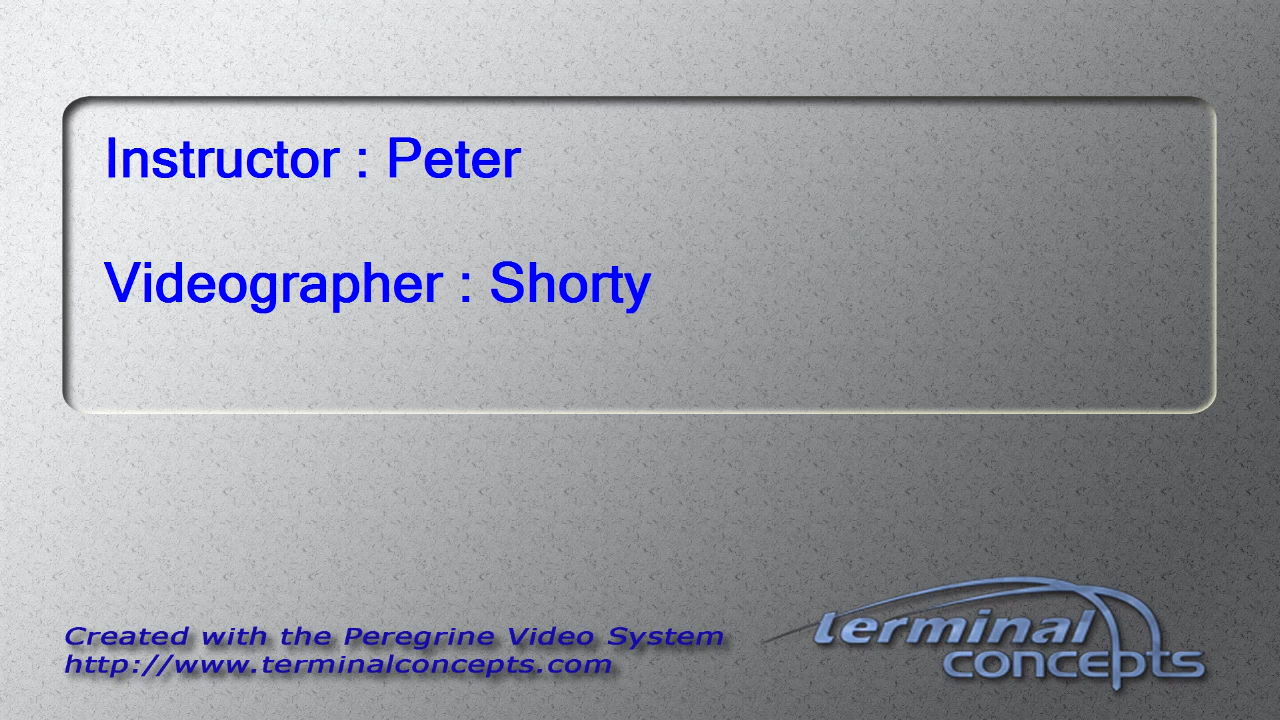 Instructor : Peter
Videographer : Shorty
Created with the Peregrine Video System
http://www.terminalconcepts.com
terminal
concepts